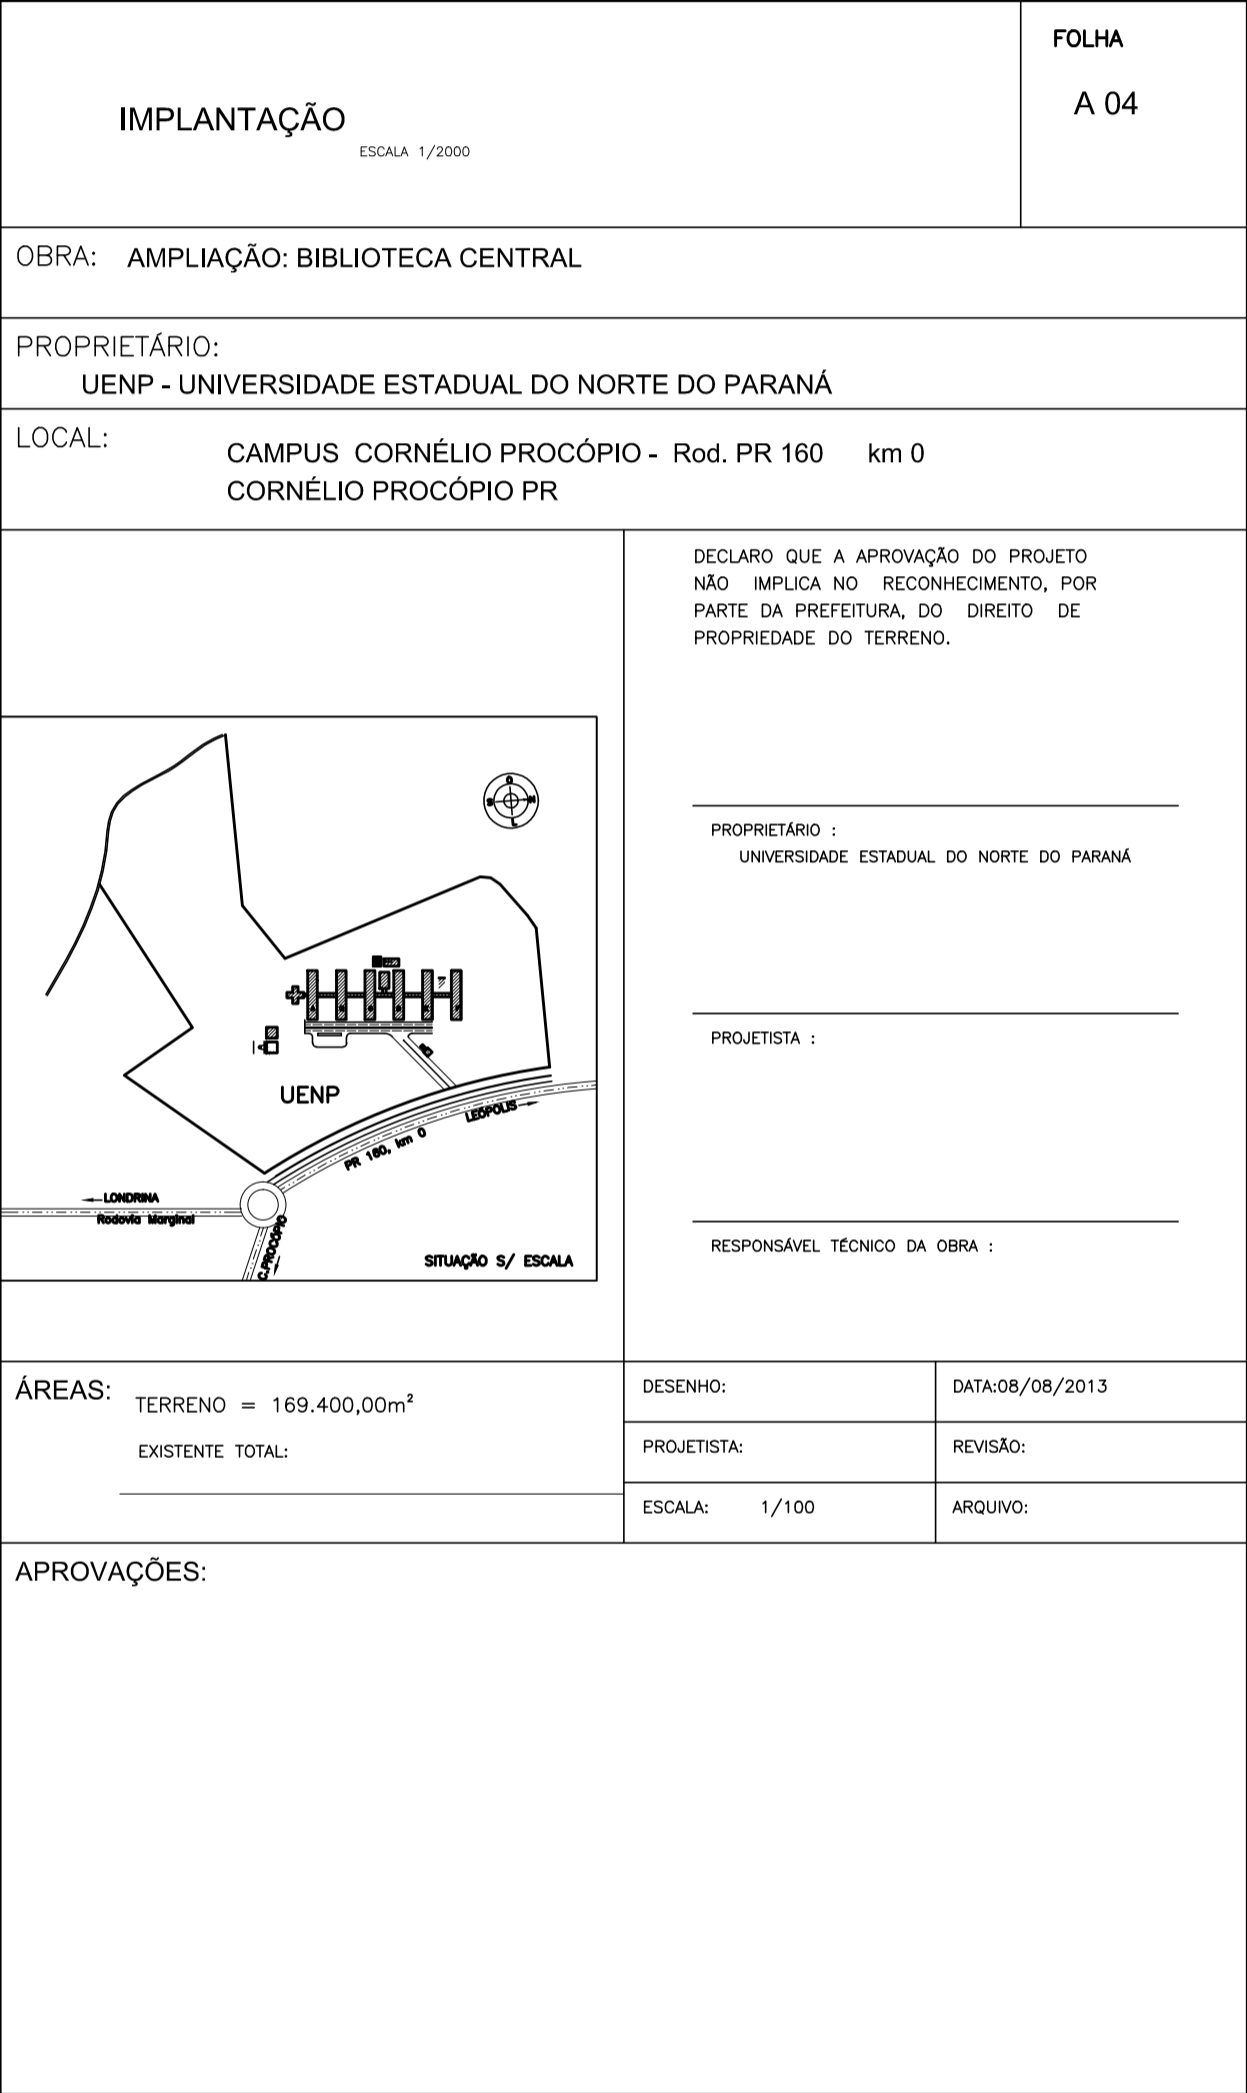 FOLHA
A 04
IMPLANTAÇÃO
ESCALA 1/2000
OBRA: AMPLIAÇÃO: BIBLIOTECA CENTRAL
PROPRIETÁRIO:
UENP - UNIVERSIDADE ESTADUAL DO NORTE DO PARANÁ
LOCAL:
CAMPUS CORNÉLIO PROCÓPIO - Rod. PR 160 km 0
CORNÉLIO PROCÓPIO PR
DECLARO QUE A APROVAÇÃO DO PROJETO
NÃO IMPLICA NO RECONHECIMENTO, POR
PARTE DA PREFEITURA, DO DIREITO DE
PROPRIEDADE DO TERRENO.
O
S N
L
UENP
LEÓPOLIS
PR 160, km 0
LONDRINA
Rodovia Marginal
C.PROCÓPIO
SITUAÇÃO S/ ESCALA
PROPRIETÁRIO :
UNIVERSIDADE ESTADUAL DO NORTE DO PARANÁ
PROJETISTA :
RESPONSÁVEL TÉCNICO DA OBRA :
ÁREAS:
TERRENO = 169.400,00m²
EXISTENTE TOTAL:
DESENHO:
DATA:08/08/2013
PROJETISTA:
REVISÃO:
ESCALA: 1/100
ARQUIVO:
APROVAÇÕES: